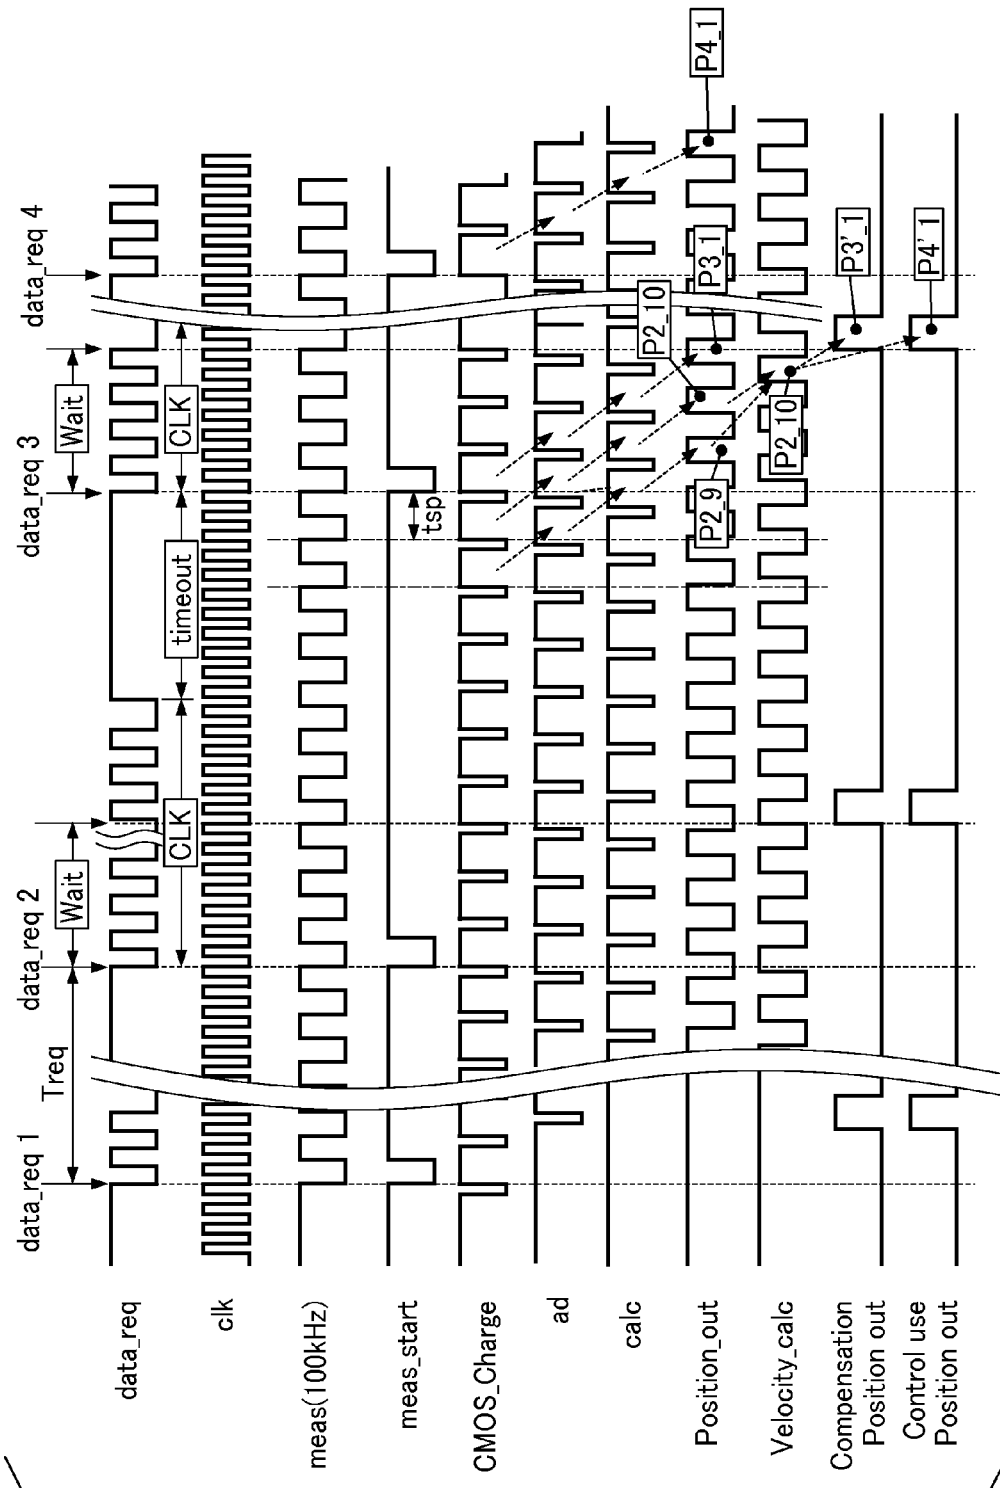 data_req 1
data_req 2
data_req 3
data_req 4
Treq
Wait
Wait
data_req
CLK
timeout
CLK
clk
meas(100kHz)
meas_start
tsp
CMOS_Charge
ad
calc
Position_out
P2_9
P2_10
P3_1
P4_1
Velocity_calc
P2_10
Compensation
Position out
P3'_1
Control use
Position out
P4'_1